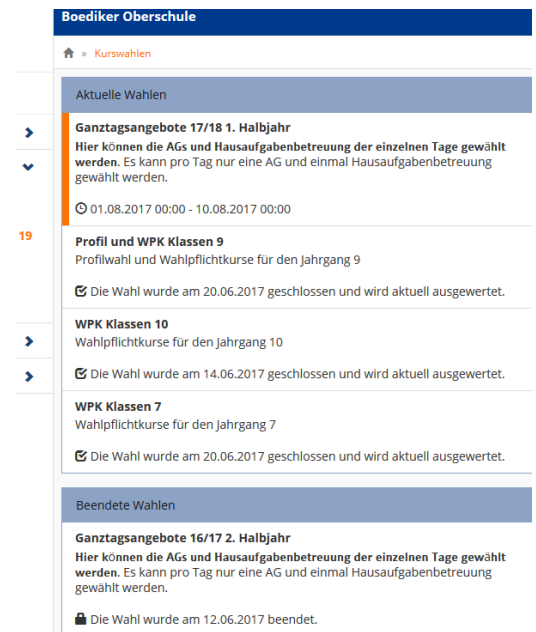 Boediker Oberschule
» Kurswahlen
Aktuelle Wahlen
Ganztagsangebote 17/18 1. Halbjahr
Hier können die AGs und Hausaufgabenbetreuung der einzelnen Tage gewählt
werden. Es kann pro Tag nur eine AG und einmal Hausaufgabenbetreuung
gewählt werden.
01.08.2017 00:00 - 10.08.2017 00:00
19
Profil und WPK Klassen 9
Profilwahl und Wahlpflichtkurse für den Jahrgang 9
Die Wahl wurde am 20.06.2017 geschlossen und wird aktuell ausgewertet.
WPK Klassen 10
Wahlpflichtkurse für den Jahrgang 10
Die Wahl wurde am 14.06.2017 geschlossen und wird aktuell ausgewertet.
WPK Klassen 7
Wahlpflichtkurse für den Jahrgang 7
Die Wahl wurde am 20.06.2017 geschlossen und wird aktuell ausgewertet.
Beendete Wahlen
Ganztagsangebote 16/17 2. Halbjahr
Hier können die AGs und Hausaufgabenbetreuung der einzelnen Tage gewählt
werden. Es kann pro Tag nur eine AG und einmal Hausaufgabenbetreuung
gewählt werden.
Die Wahl wurde am 12.06.2017 beendet.